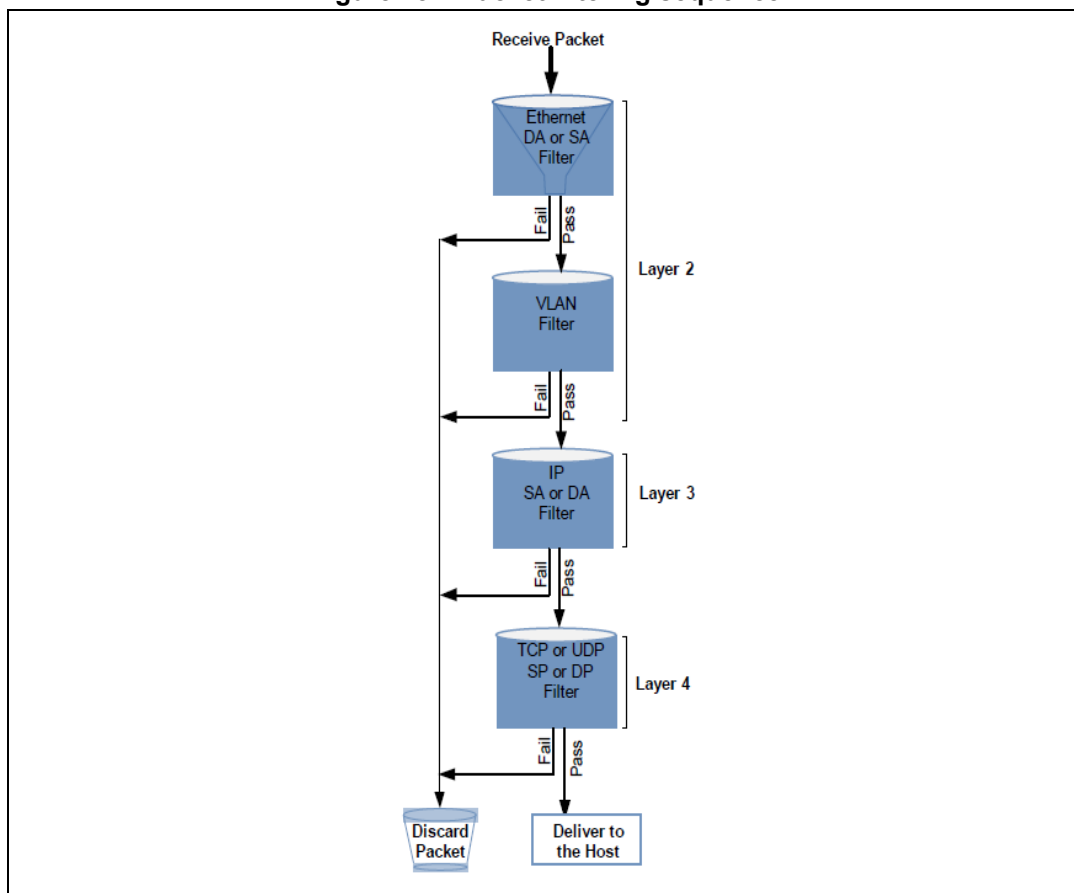 Receive Packet
Ethernet
DA or SA
Filter
Fail
Pass
Layer 2
VLAN
Filter
Fail
Pass
IP
SA or DA
Filter
Layer 3
Fail
Pass
TCP or UDP
SP or DP
Filter
Layer 4
Fail
Pass
Discard
Packet
Deliver to
the Host